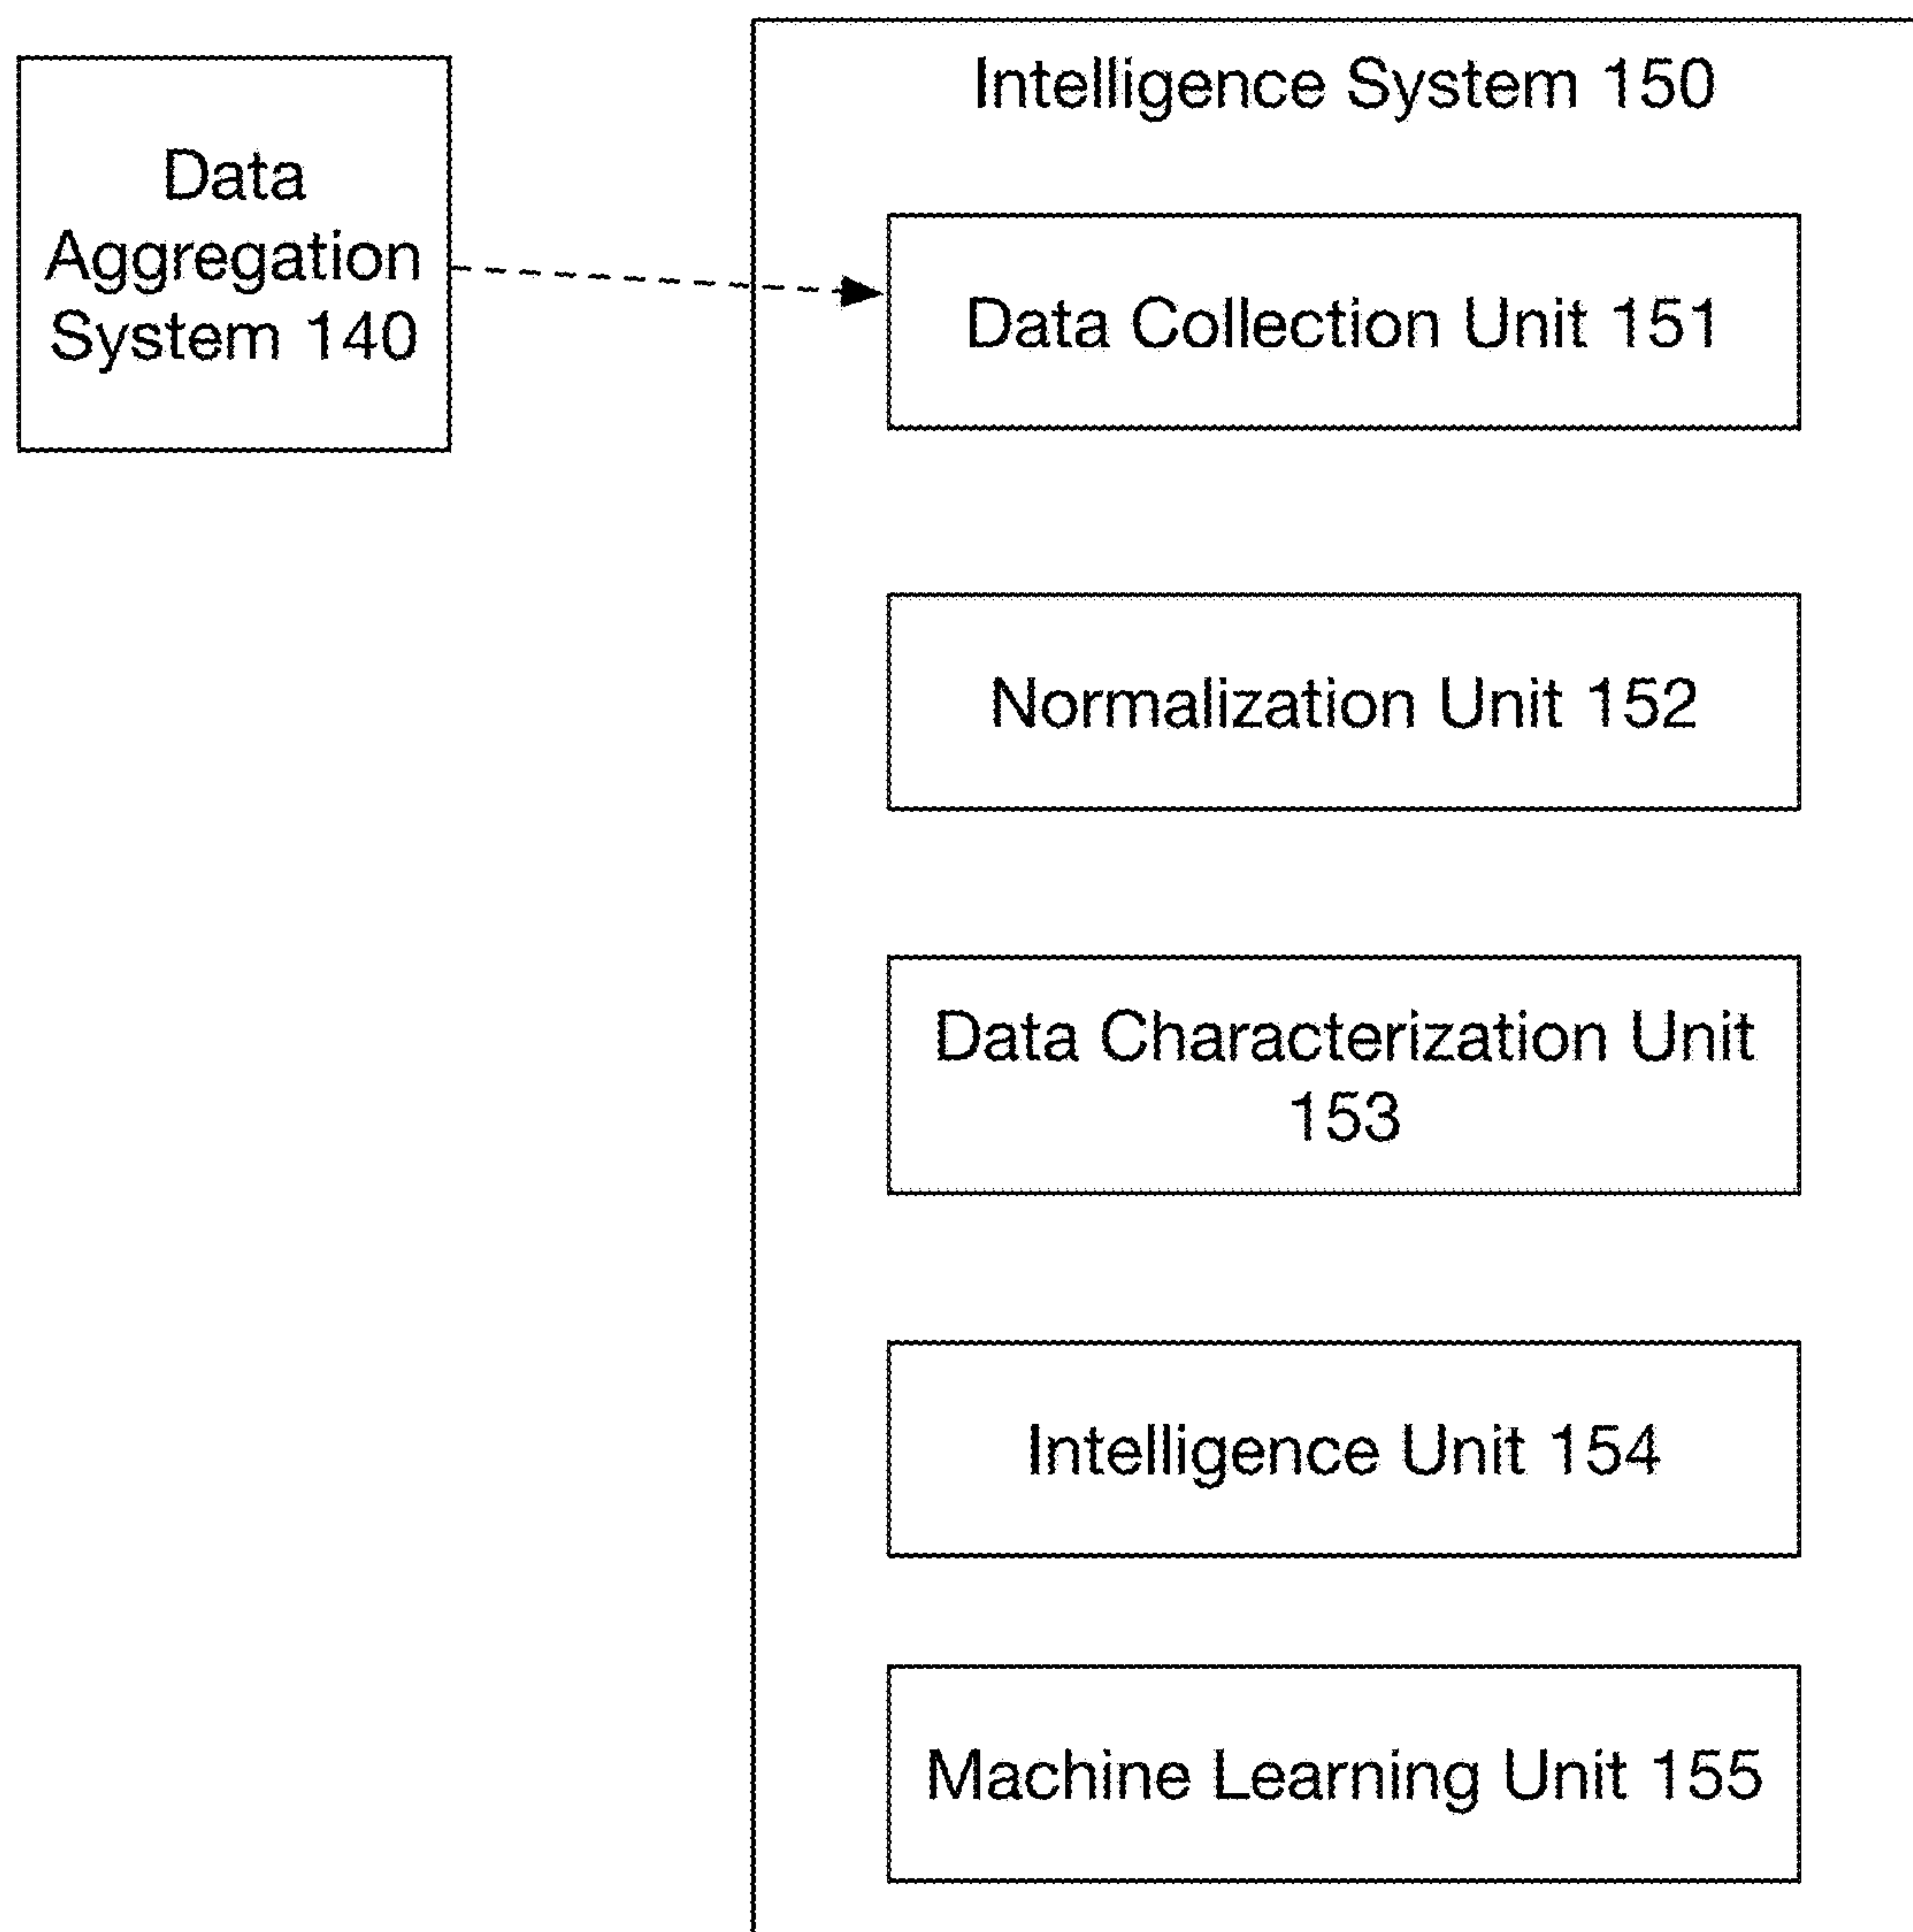 Data
Aggregation
System 140
Intelligence System 150
Data Collection Unit 151
Normalization Unit 152
Data Characterization Unit
153
Intelligence Unit 154
Machine Learning Unit 155